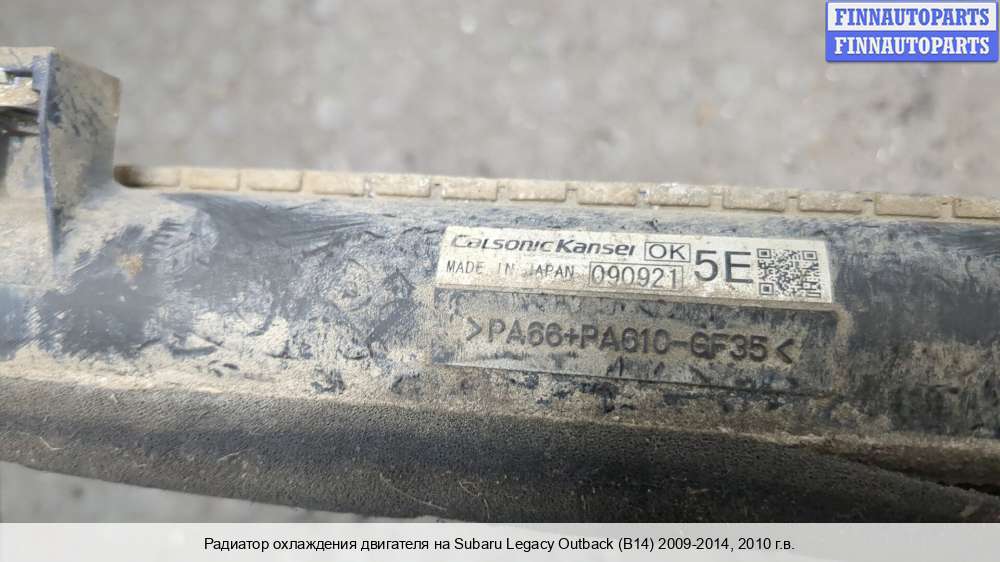 FINNAUTOPARTS
FINNAUTOPARTS
CalsonicKansei OK 5E
MADE IN JAPAN 090921
>PA66+PA610-GF35<
Радиатор охлаждения двигателя на Subaru Legacy Outback (B14) 2009-2014, 2010 г.в.